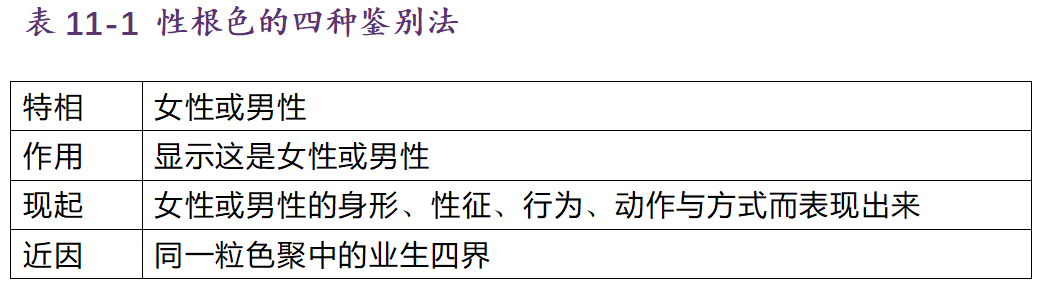 表 11-1 性根色的四种鉴别法
特相 女性或男性
作用 显示这是女性或男性
现起 女性或男性的身形、性征、行为、动作与方式而表现出来
近因 同一粒色聚中的业生四界